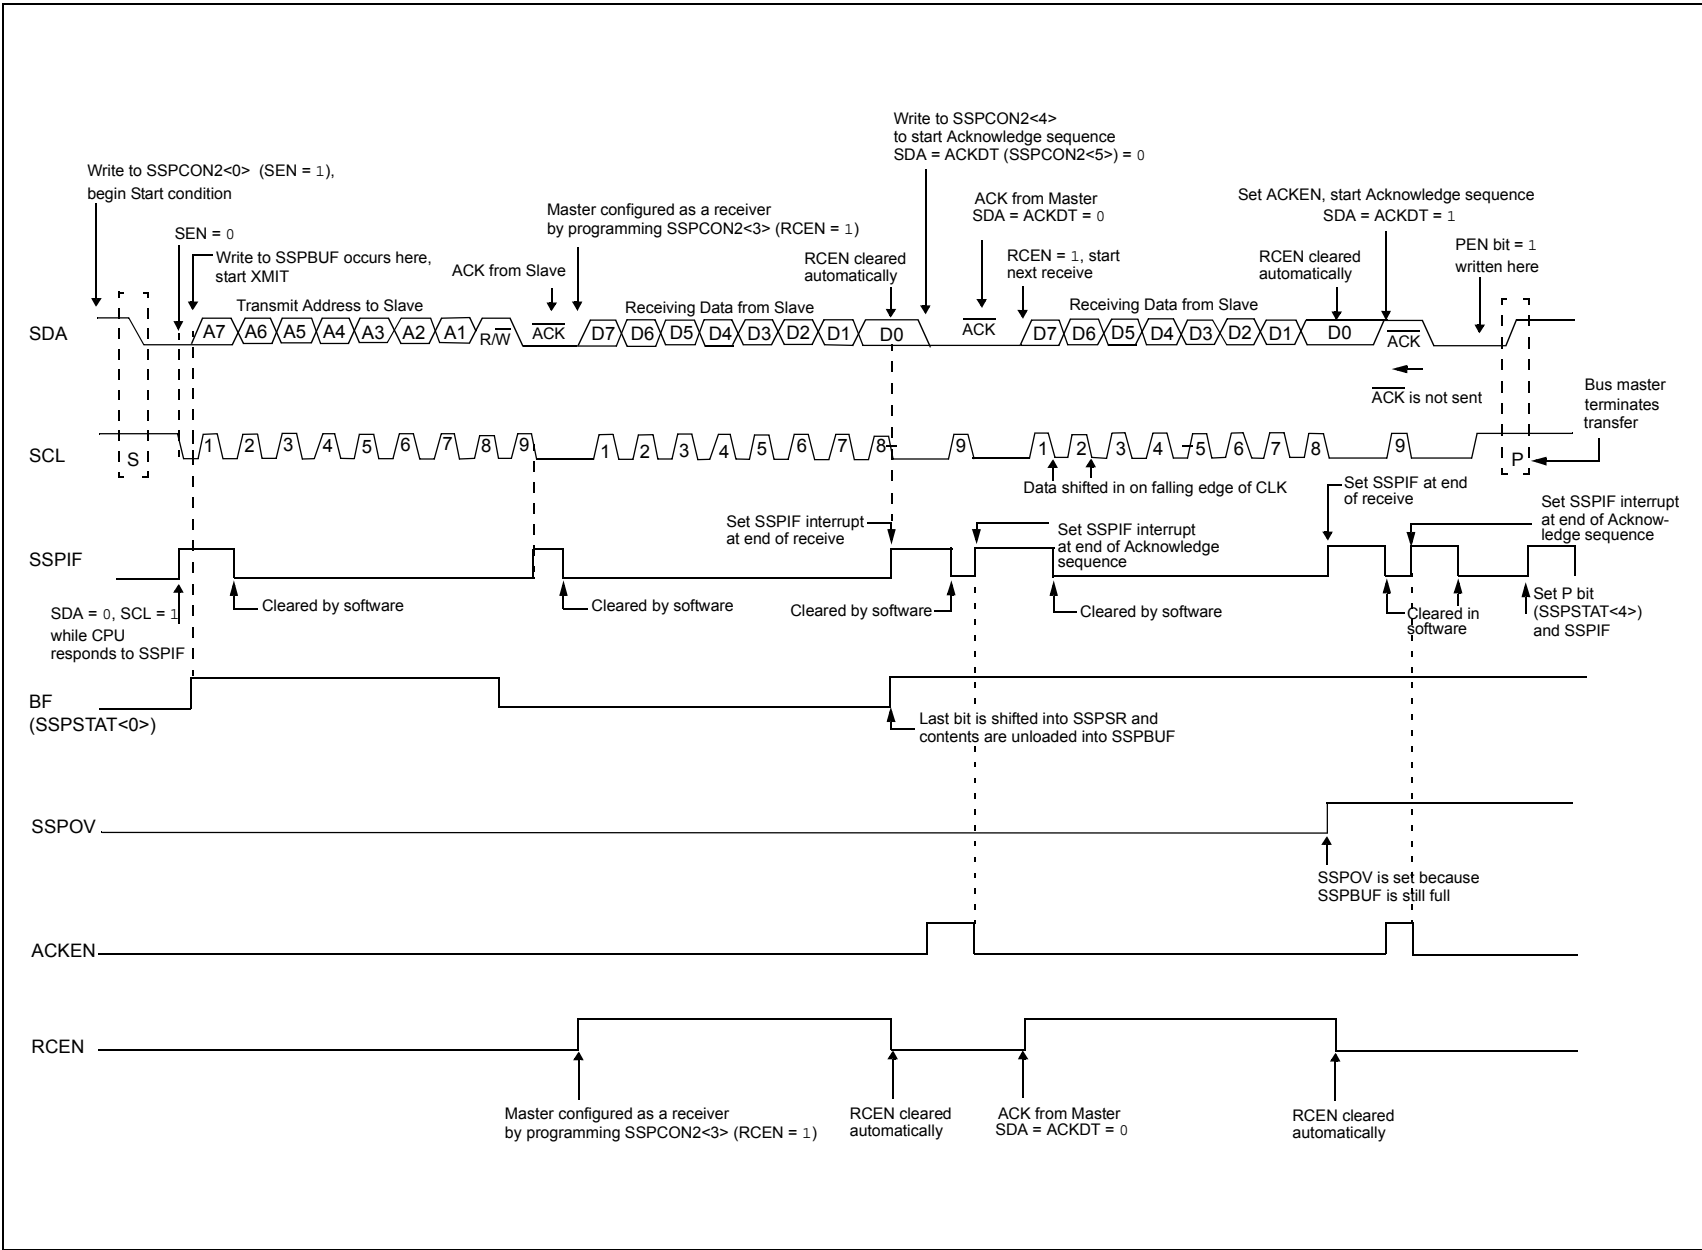 Write to SSPCON2<4>
to start Acknowledge sequence
SDA = ACKDT (SSPCON2<5>) = 0
Write to SSPCON2<0> (SEN = 1),
begin Start condition
ACK from Master
SDA = ACKDT = 0
Set ACKEN, start Acknowledge sequence
SDA = ACKDT = 1
Master configured as a receiver
by programming SSPCON2<3> (RCEN = 1)
SEN = 0
PEN bit = 1
written here
Write to SSPBUF occurs here,
start XMIT
ACK from Slave
RCEN cleared
automatically
RCEN = 1, start
next receive
RCEN cleared
automatically
Transmit Address to Slave
Receiving Data from Slave
Receiving Data from Slave
SDA
A7 A6 A5 A4 A3 A2 A1 R/W ACK D7 D6 D5 D4 D3 D2 D1 D0 ACK D7 D6 D5 D4 D3 D2 D1 D0 ACK
ACK is not sent
Bus master
terminates
transfer
SCL
S 1 2 3 4 5 6 7 8 9 1 2 3 4 5 6 7 8 9 1 2 3 4 5 6 7 8 9 P
Data shifted in on falling edge of CLK
Set SSPIF at end
of receive
Set SSPIF interrupt
at end of receive
Set SSPIF interrupt
at end of Acknowledge
sequence
Set SSPIF interrupt
at end of Acknow-
ledge sequence
SSPIF
SDA = 0, SCL = 1
while CPU
responds to SSPIF
Cleared by software
Cleared by software
Cleared by software
Cleared by software
Cleared in
software
Set P bit
(SSPSTAT<4>)
and SSPIF
BF
(SSPSTAT<0>)
Last bit is shifted into SSPSR and
contents are unloaded into SSPBUF
SSPOV
SSPOV is set because
SSPBUF is still full
ACKEN
RCEN
Master configured as a receiver
by programming SSPCON2<3> (RCEN = 1)
RCEN cleared
automatically
ACK from Master
SDA = ACKDT = 0
RCEN cleared
automatically